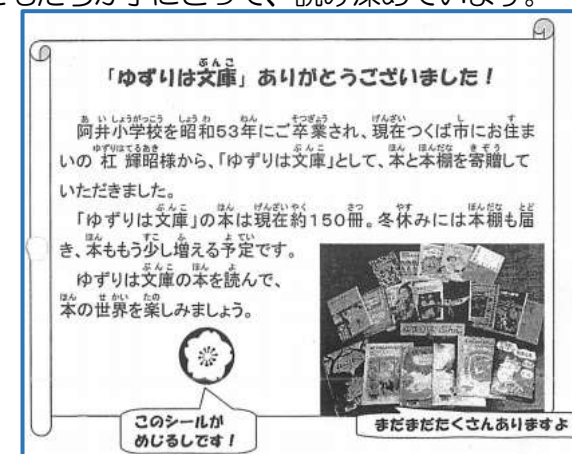 どもたちが手にとって、読み深めています。
「ゆずりは文庫」ありがとうございました！
阿井小学校を昭和53年にご卒業され、現在つくば市にお住ま
いの 杠 輝昭様から、「ゆずりは文庫」として、本と本棚を寄贈して
いただきました。
「ゆずりは文庫」の本は現在約150冊。冬休みには本棚も届
き、本ももう少し増える予定です。
ゆずりは文庫の本を読んで、
本の世界を楽しみましょう。
ゆずりはぶんこ
このシールが
めじるしです！
まだまだたくさんありますよ